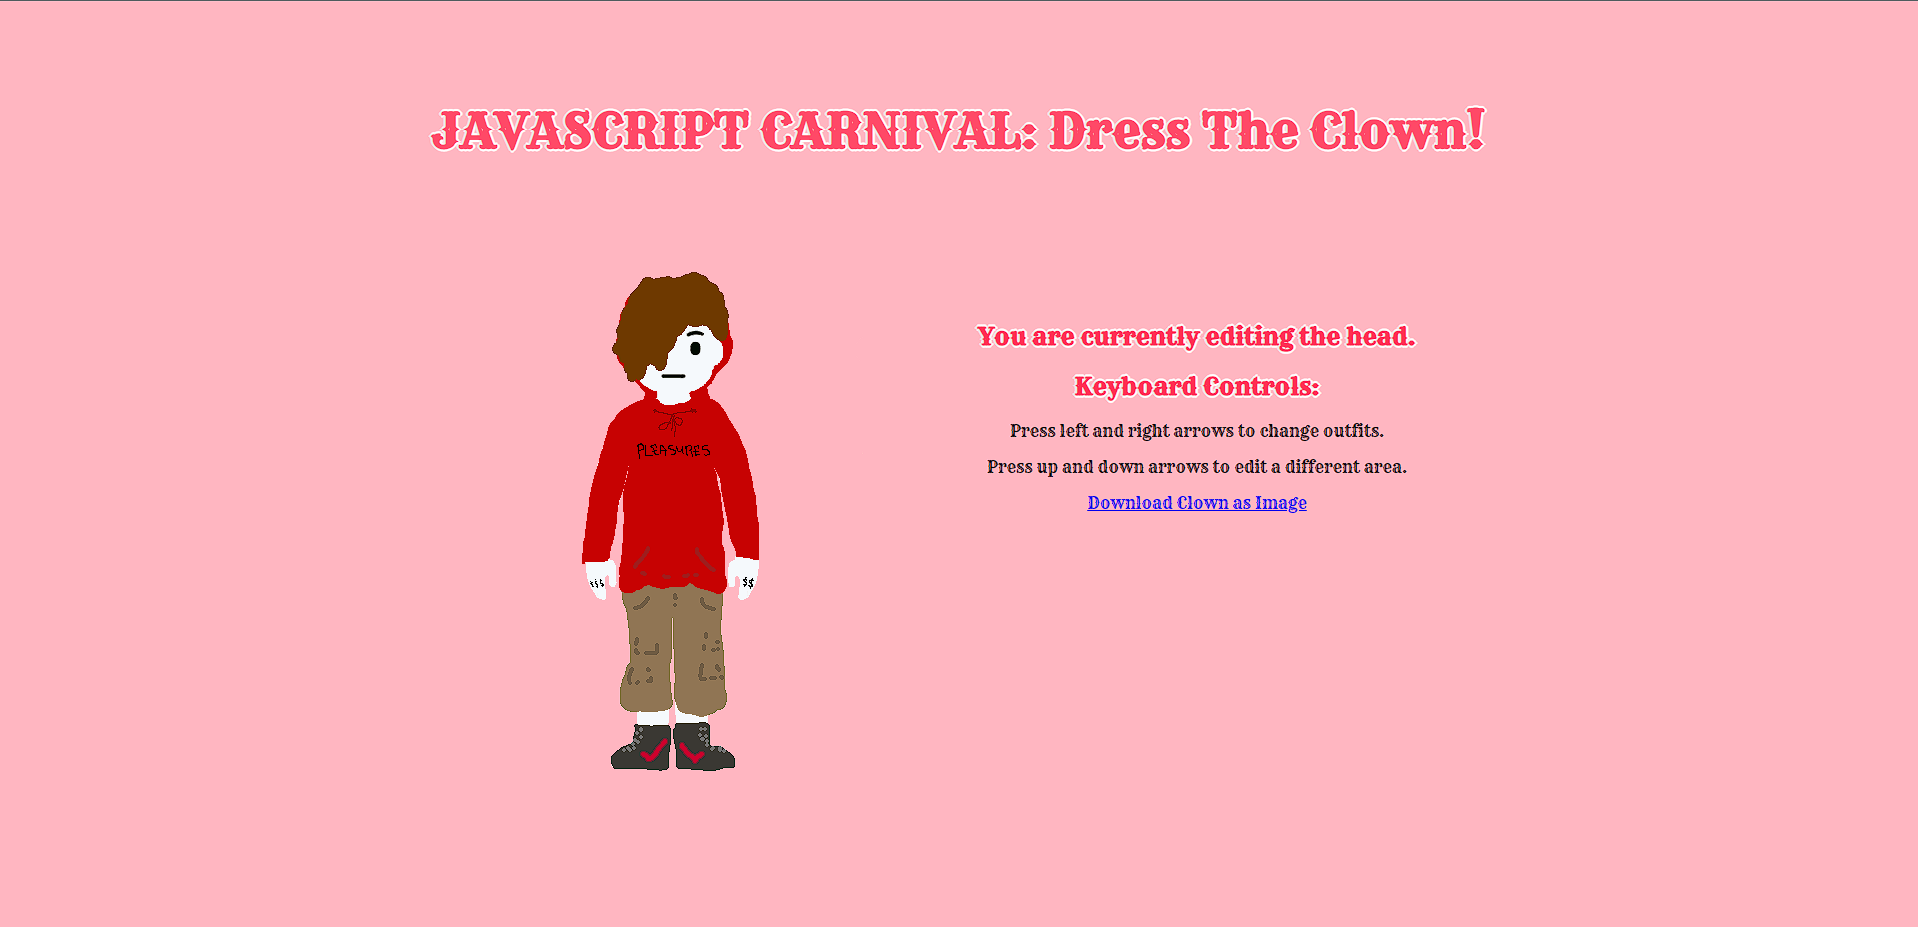 JAVASCRIPT CARNIVAL: Dress The Clown!
You are currently editing the head.
Keyboard Controls:
Press left and right arrows to change outfits.
Press up and down arrows to edit a different area.
Download Clown as Image
PLEASURES
$$$ $$